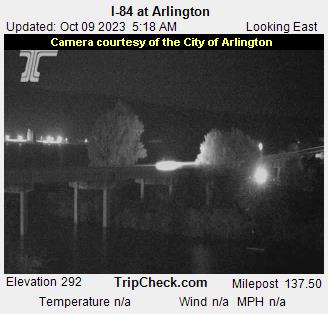 I-84 at Arlington
Updated: Oct 09 2023 5:18 AM Looking East
Camera courtesy of the City of Arlington
Elevation 292 TripCheck.com Milepost 137.50
Temperature n/a Wind n/a MPH n/a